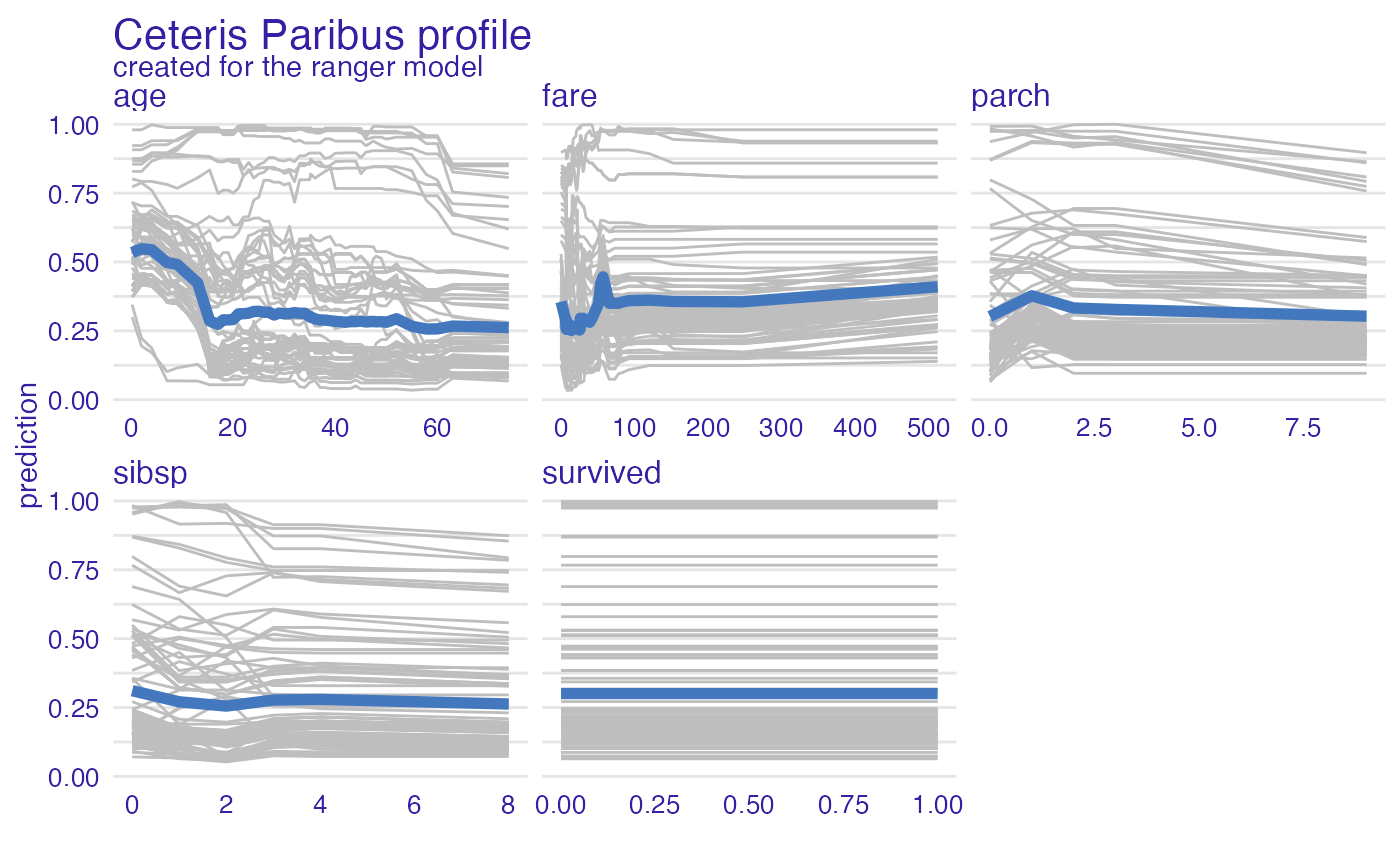 Ceteris Paribus profile
created for the ranger model
age
fare
parch
1.00
0.75
0.50
0.25
0.00
0 20 40 60
0 100 200 300 400 500
0.0 2.5 5.0 7.5
prediction
sibsp
survived
1.00
0.75
0.50
0.25
0.00
0 2 4 6 8
0.00 0.25 0.50 0.75 1.00